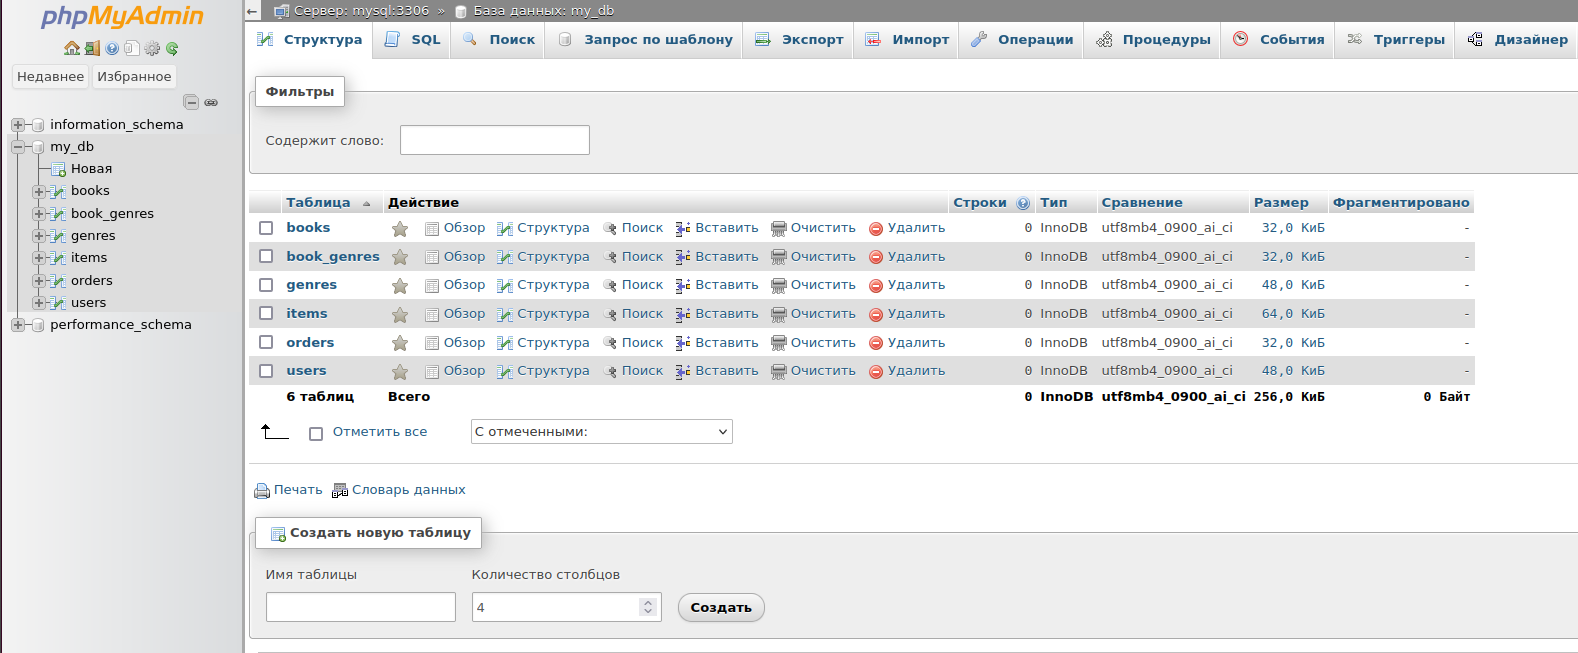 phpMyAdmin
Недавнее Избранное
information_schema
my_db
Новая
books
book_genres
genres
items
orders
users
performance_schema
← Сервер: mysql:3306 » База данных: my_db
Структура SQL Поиск Запрос по шаблону Экспорт Импорт Операции Процедуры События Триггеры Дизайнер
Фильтры
Содержит слово:
Таблица Действие Строки Тип Сравнение Размер Фрагментировано
books Обзор Структура Поиск Вставить Очистить Удалить 0 InnoDB utf8mb4_0900_ai_ci 32,0 КиБ -
book_genres Обзор Структура Поиск Вставить Очистить Удалить 0 InnoDB utf8mb4_0900_ai_ci 32,0 КиБ -
genres Обзор Структура Поиск Вставить Очистить Удалить 0 InnoDB utf8mb4_0900_ai_ci 48,0 КиБ -
items Обзор Структура Поиск Вставить Очистить Удалить 0 InnoDB utf8mb4_0900_ai_ci 64,0 КиБ -
orders Обзор Структура Поиск Вставить Очистить Удалить 0 InnoDB utf8mb4_0900_ai_ci 32,0 КиБ -
users Обзор Структура Поиск Вставить Очистить Удалить 0 InnoDB utf8mb4_0900_ai_ci 48,0 КиБ -
6 таблиц Всего 0 InnoDB utf8mb4_0900_ai_ci 256,0 КиБ 0 Байт
Отметить все С отмеченными:
Печать Словарь данных
Создать новую таблицу
Имя таблицы Количество столбцов
4 Создать